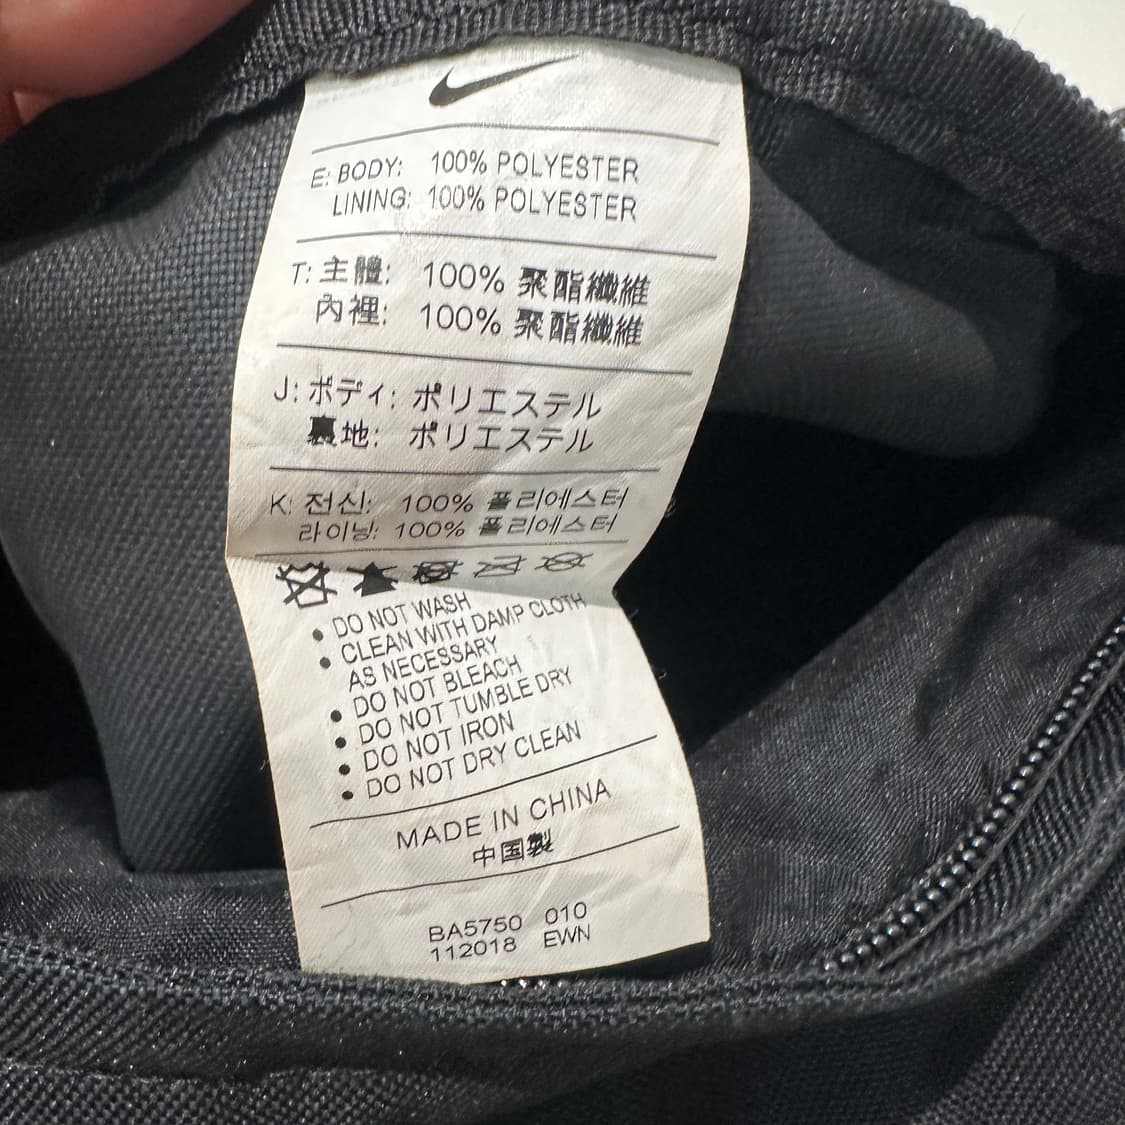 E: BODY: 100% POLYESTER
LINING: 100% POLYESTER
T: 主體: 100% 聚酯纖維
內裡: 100% 聚酯纖維
J: ボディ: ポリエステル
裏地: ポリエステル
K: 전신: 100% 폴리에스터
라이닝: 100% 폴리에스터
• DO NOT WASH
• CLEAN WITH DAMP CLOTH
AS NECESSARY
• DO NOT BLEACH
• DO NOT TUMBLE DRY
• DO NOT IRON
• DO NOT DRY CLEAN
MADE IN CHINA
中国製
BA5750 010
112018 EWN